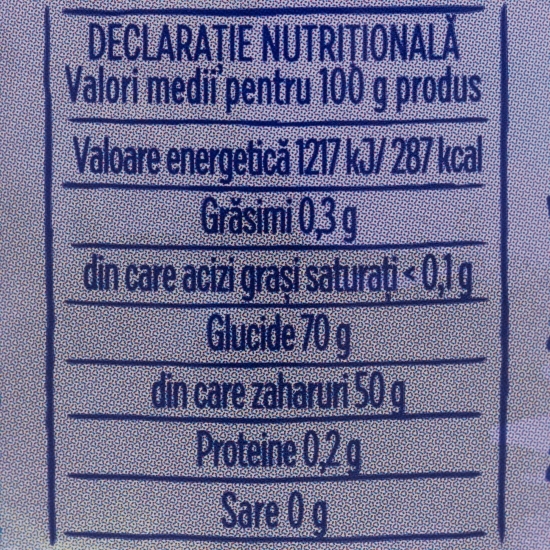 DECLARAȚIE NUTRIȚIONALĂ
Valori medii pentru 100 g produs
Valoare energetică 1217 kJ/ 287 kcal
Grăsimi 0,3 g
din care acizi grași saturați < 0,1 g
Glucide 70 g
din care zaharuri 50 g
Proteine 0,2 g
Sare 0 g